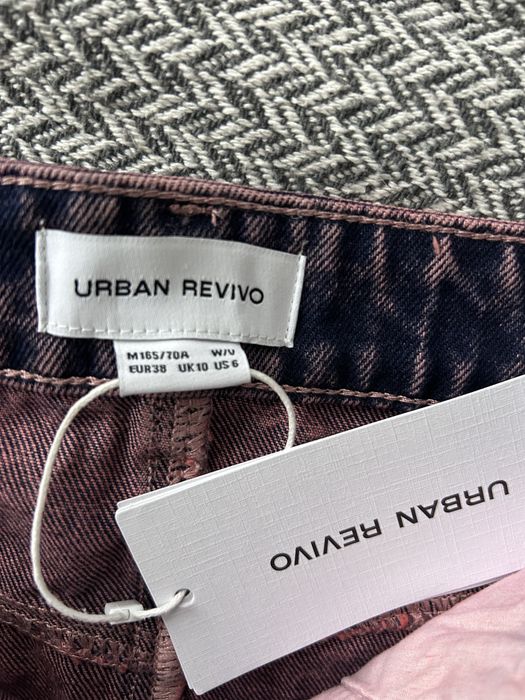 URBAN REVIVO
M165/70A W/U
EUR38 UK10 US6
URBAN REVIVO